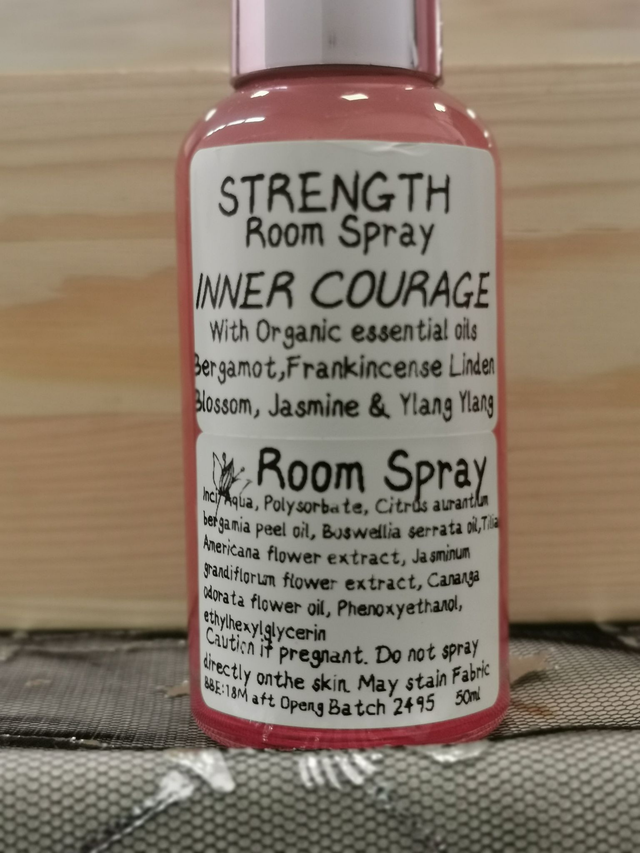 STRENGTH
Room Spray
INNER COURAGE
With Organic essential oils
Bergamot,Frankincense Linden
Blossom, Jasmine & Ylang Ylang
Room Spray
Inci Aqua, Polysorbate, Citrus aurantium
bergamia peel oil, Boswellia serrata oil,Tilia
Americana flower extract, Jasminum
grandiflorum flower extract, Cananga
odorata flower oil, Phenoxyethanol,
ethylhexylglycerin
Caution if pregnant. Do not spray
directly onthe skin. May stain Fabric
BBE:18M aft Openg Batch 2495 50ml